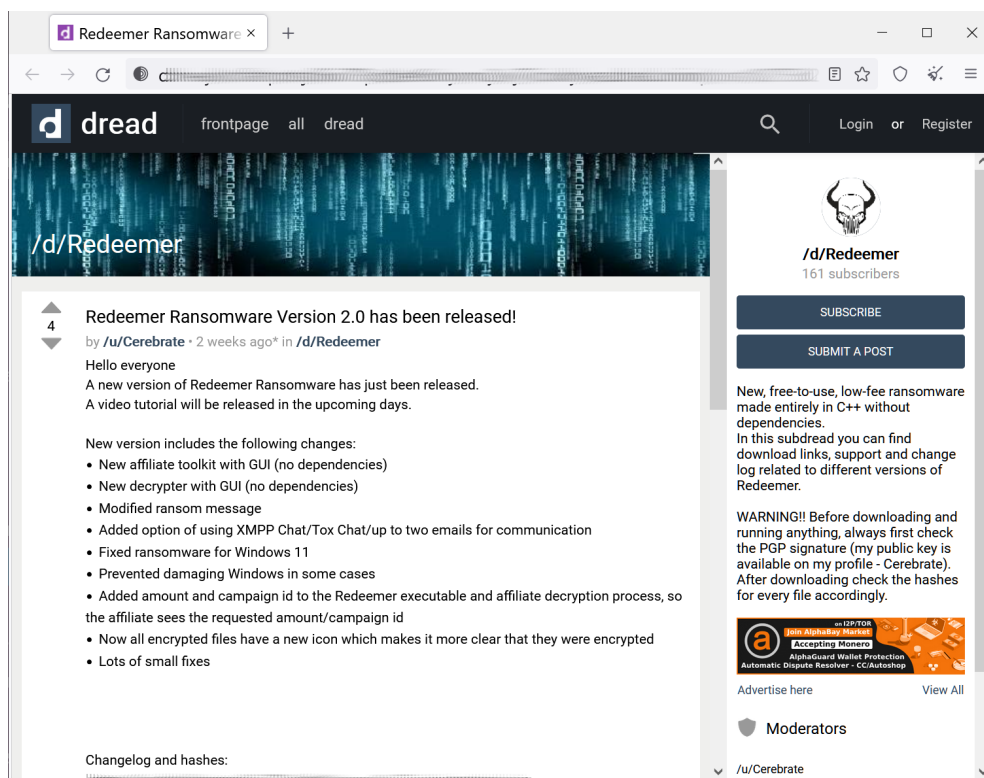 Redeemer Ransomware
dread
frontpage all dread
Login or Register
/d/Redeemer
4
Redeemer Ransomware Version 2.0 has been released!
by /u/Cerebrate • 2 weeks ago* in /d/Redeemer
Hello everyone
A new version of Redeemer Ransomware has just been released.
A video tutorial will be released in the upcoming days.
New version includes the following changes:
• New affiliate toolkit with GUI (no dependencies)
• New decrypter with GUI (no dependencies)
• Modified ransom message
• Added option of using XMPP Chat/Tox Chat/up to two emails for communication
• Fixed ransomware for Windows 11
• Prevented damaging Windows in some cases
• Added amount and campaign id to the Redeemer executable and affiliate decryption process, so
the affiliate sees the requested amount/campaign id
• Now all encrypted files have a new icon which makes it more clear that they were encrypted
• Lots of small fixes
Changelog and hashes:
/d/Redeemer
161 subscribers
SUBSCRIBE
SUBMIT A POST
New, free-to-use, low-fee ransomware
made entirely in C++ without
dependencies.
In this subdread you can find
download links, support and change
log related to different versions of
Redeemer.
WARNING!! Before downloading and
running anything, always first check
the PGP signature (my public key is
available on my profile - Cerebrate).
After downloading check the hashes
for every file accordingly.
on I2P/TOR
Join AlphaBay Market
Accepting Monero
AlphaGuard Wallet Protection
Automatic Dispute Resolver - CC/Autoshop
Advertise here View All
Moderators
/u/Cerebrate